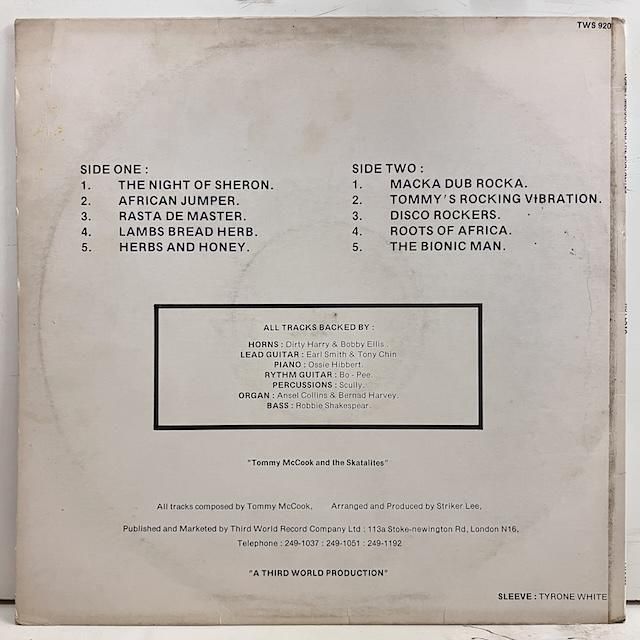 TWS 920
SIDE ONE :
1. THE NIGHT OF SHERON.
2. AFRICAN JUMPER.
3. RASTA DE MASTER.
4. LAMBS BREAD HERB.
5. HERBS AND HONEY.
SIDE TWO :
1. MACKA DUB ROCKA.
2. TOMMY'S ROCKING VIBRATION.
3. DISCO ROCKERS.
4. ROOTS OF AFRICA.
5. THE BIONIC MAN.
ALL TRACKS BACKED BY :
HORNS : Dirty Harry & Bobby Ellis .
LEAD GUITAR : Earl Smith & Tony Chin
PIANO : Ossie Hibbert.
RYTHM GUITAR : Bo - Pee.
PERCUSSIONS : Scully.
ORGAN : Ansel Collins & Bernad Harvey.
BASS : Robbie Shakespear.
"Tommy McCook and the Skatalites"
All tracks composed by Tommy McCook, Arranged and Produced by Striker Lee,
Published and Marketed by Third World Record Company Ltd : 113a Stoke-newington Rd, London N16,
Telephone : 249-1037 : 249-1051 : 249-1192
"A THIRD WORLD PRODUCTION"
SLEEVE : TYRONE WHITE